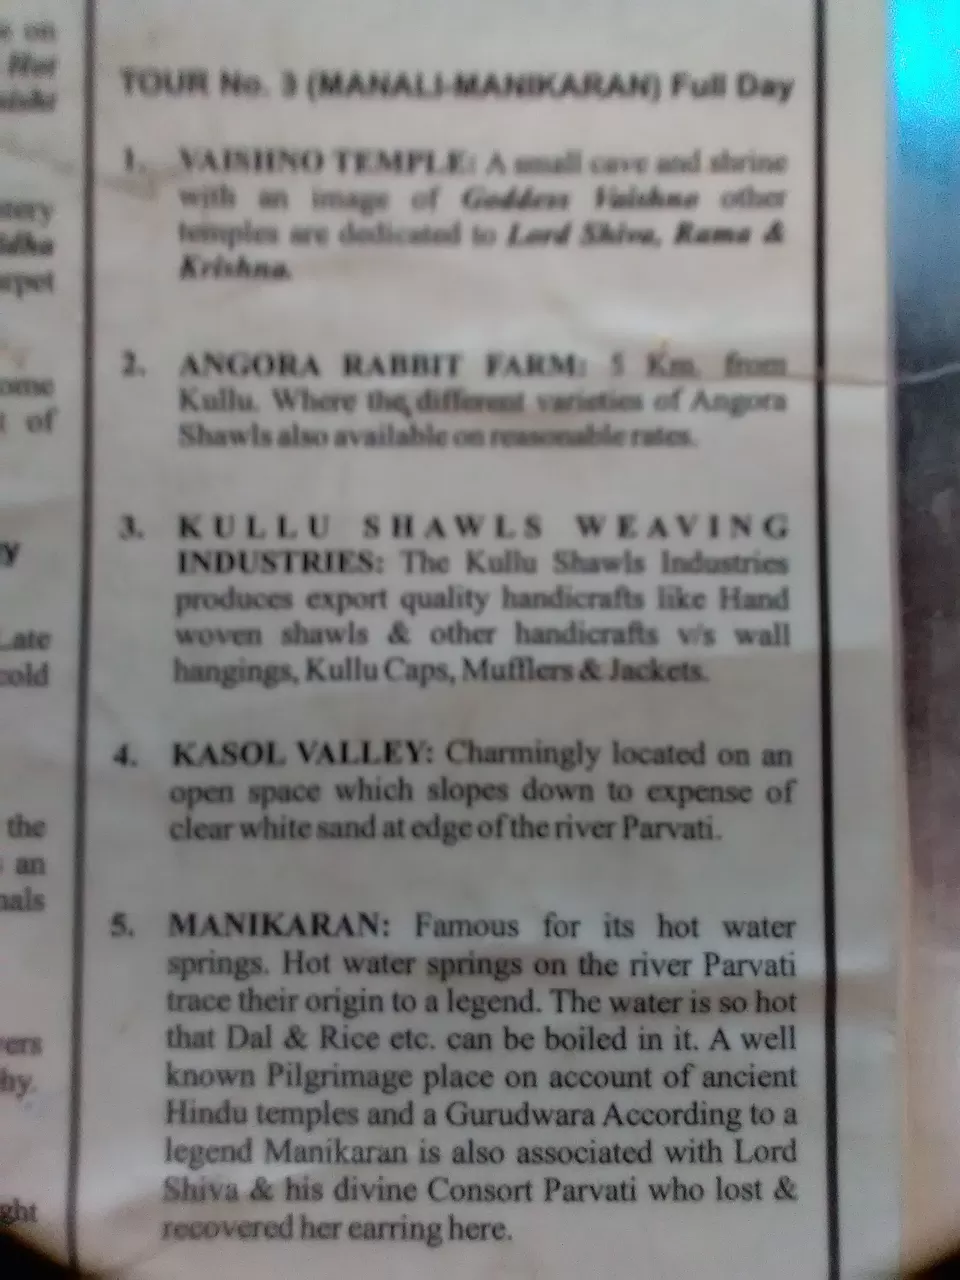 TOUR No. 3 (MANALI-MANIKARAN) Full Day
1. VAISHNO TEMPLE: A small cave and shrine
with an image of Goddess Vaishno other
temples are dedicated to Lord Shiva, Rama &
Krishna.
2. ANGORA RABBIT FARM: 5 Km. from
Kullu. Where the different varieties of Angora
Shawls also available on reasonable rates.
3. KULLU SHAWLS WEAVING
INDUSTRIES: The Kullu Shawls Industries
produces export quality handicrafts like Hand
woven shawls & other handicrafts v/s wall
hangings, Kullu Caps, Mufflers & Jackets.
4. KASOL VALLEY: Charmingly located on an
open space which slopes down to expense of
clear white sand at edge of the river Parvati.
5. MANIKARAN: Famous for its hot water
springs. Hot water springs on the river Parvati
trace their origin to a legend. The water is so hot
that Dal & Rice etc. can be boiled in it. A well
known Pilgrimage place on account of ancient
Hindu temples and a Gurudwara According to a
legend Manikaran is also associated with Lord
Shiva & his divine Consort Parvati who lost &
recovered her earring here.
of
cold
the
an